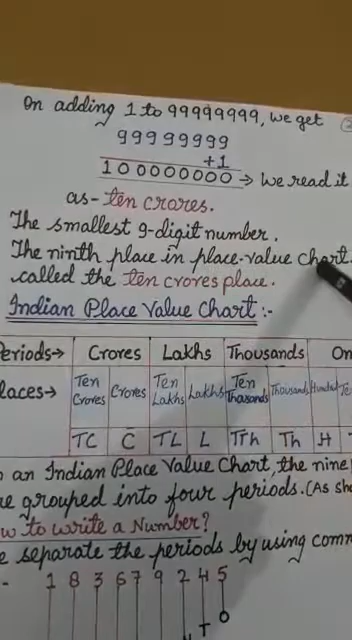 On adding 1 to 99999999, we get
99999999
+1
100000000 → We read it
as - ten crores.
The smallest 9-digit number.
The ninth place in place-value chart
called the ten crores place.
Indian Place Value Chart :-
Periods→ Crores Lakhs Thousands
laces→ Ten Crores Crores Ten Lakhs Lakhs Ten Thousands Thousands Hundred
TC C TL L TTh Th H
an Indian Place Value Chart, the nine
grouped into four periods. (As
to write a Number?
separate the periods by using
1 8 3 6 7 9 2 4 5
T O